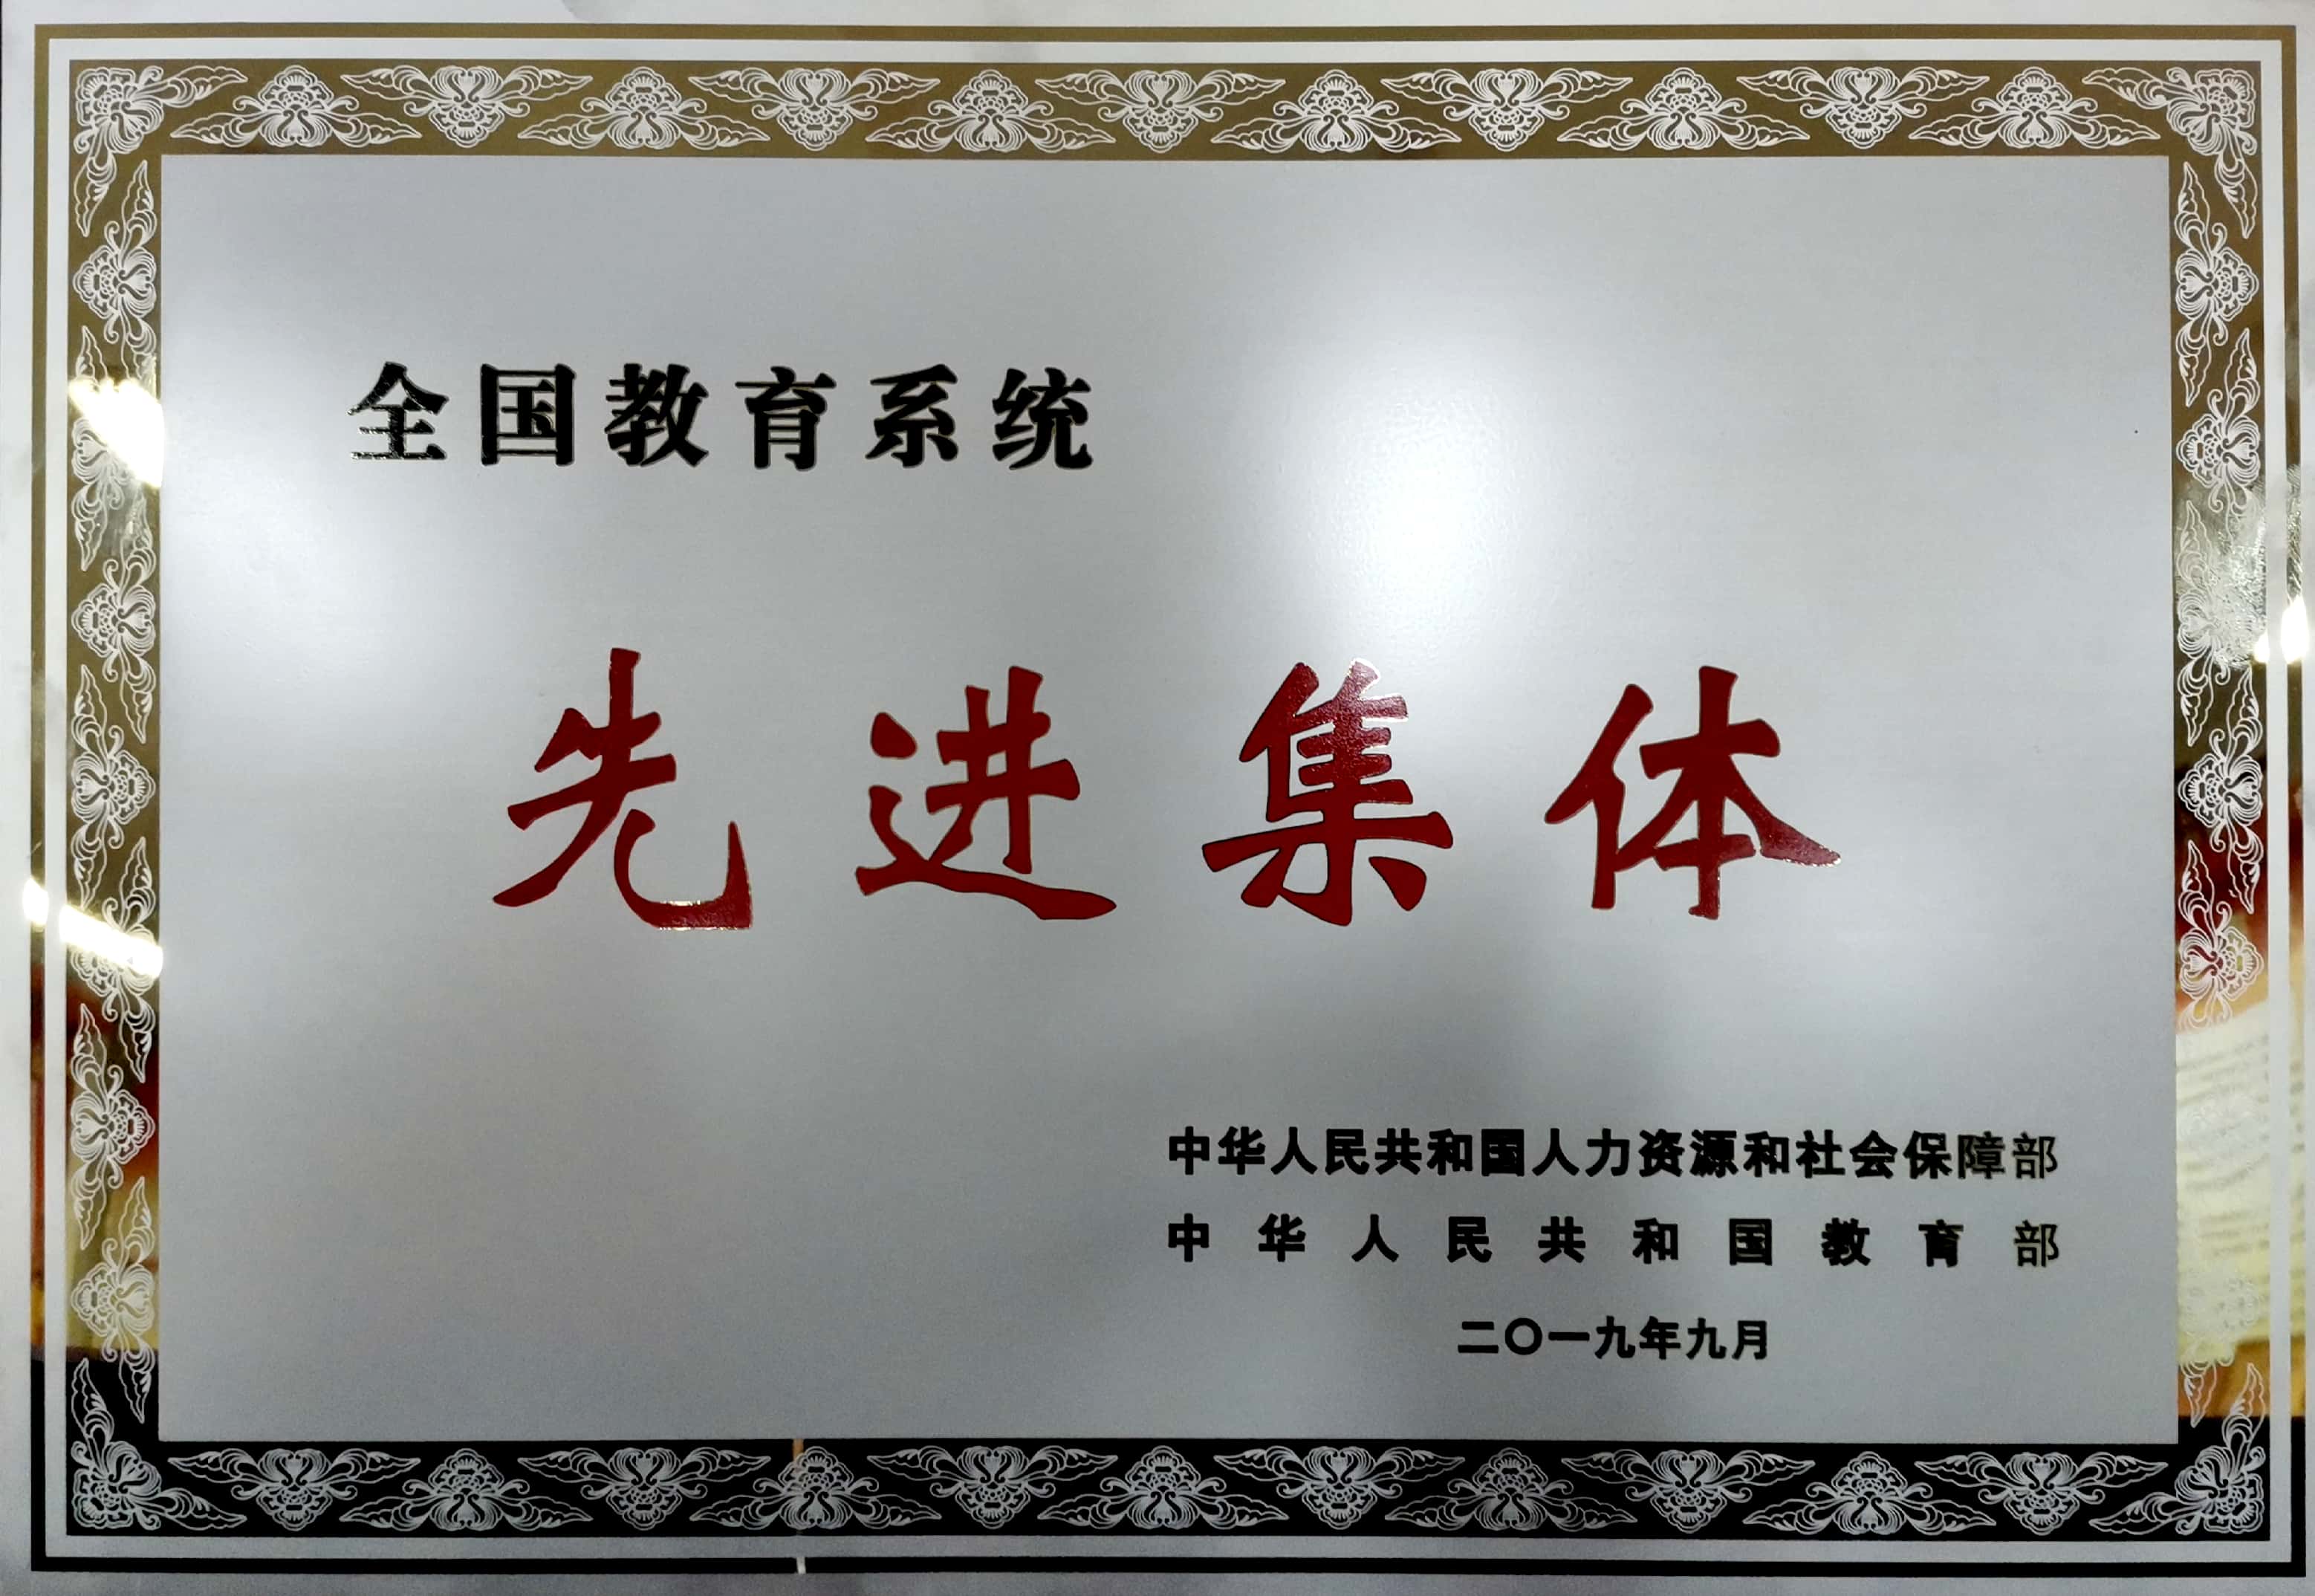 全国教育系统
先进集体
中华人民共和国人力资源和社会保障部
中华人民共和国教育部
二〇一九年九月